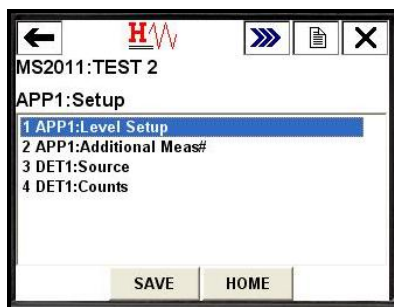 H
MS2011:TEST 2
APP1:Setup
1 APP1:Level Setup
2 APP1:Additional Meas#
3 DET1:Source
4 DET1:Counts
SAVE HOME